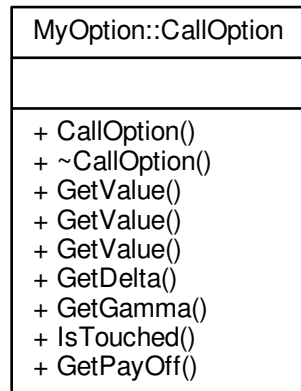 MyOption::CallOption
+ CallOption()
+ ~CallOption()
+ GetValue()
+ GetValue()
+ GetValue()
+ GetDelta()
+ GetGamma()
+ IsTouched()
+ GetPayOff()